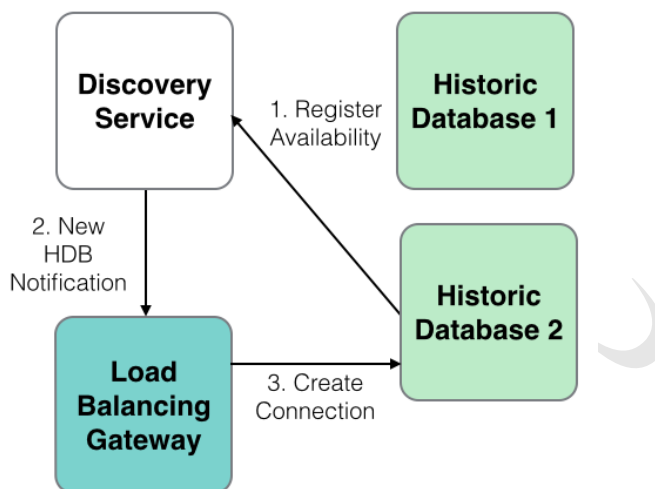 Discovery
Service
1. Register
Availability
Historic
Database 1
2. New
HDB
Notification
Historic
Database 2
Load
Balancing
Gateway
3. Create
Connection